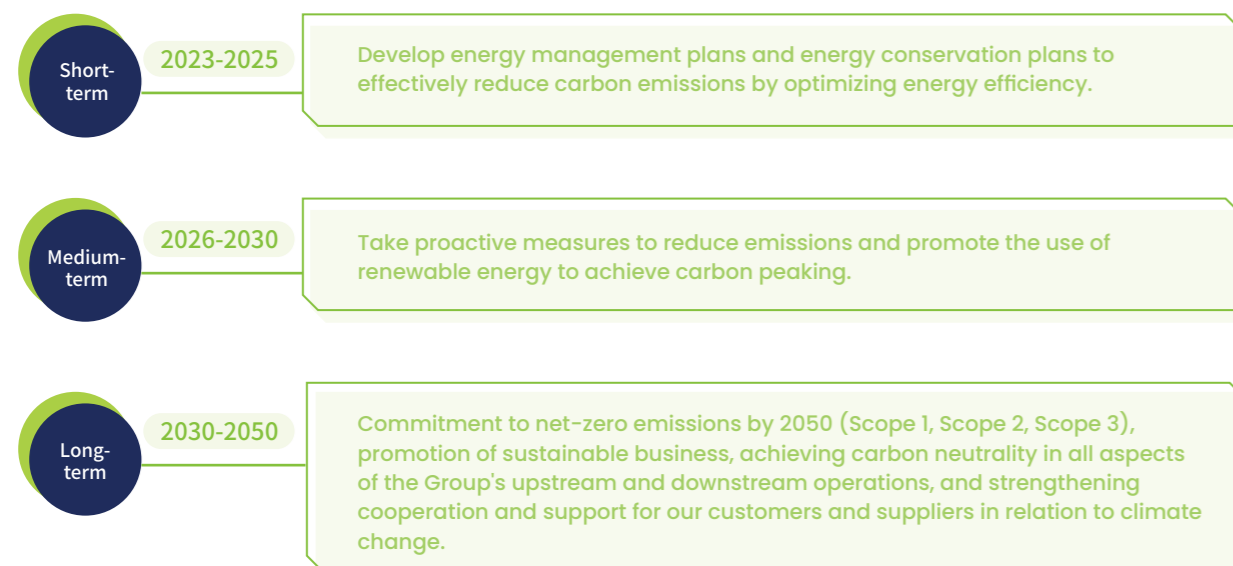 Short-
term
2023-2025
Develop energy management plans and energy conservation plans to
effectively reduce carbon emissions by optimizing energy efficiency.
Medium-
term
2026-2030
Take proactive measures to reduce emissions and promote the use of
renewable energy to achieve carbon peaking.
Long-
term
2030-2050
Commitment to net-zero emissions by 2050 (Scope 1, Scope 2, Scope 3),
promotion of sustainable business, achieving carbon neutrality in all aspects
of the Group's upstream and downstream operations, and strengthening
cooperation and support for our customers and suppliers in relation to climate
change.